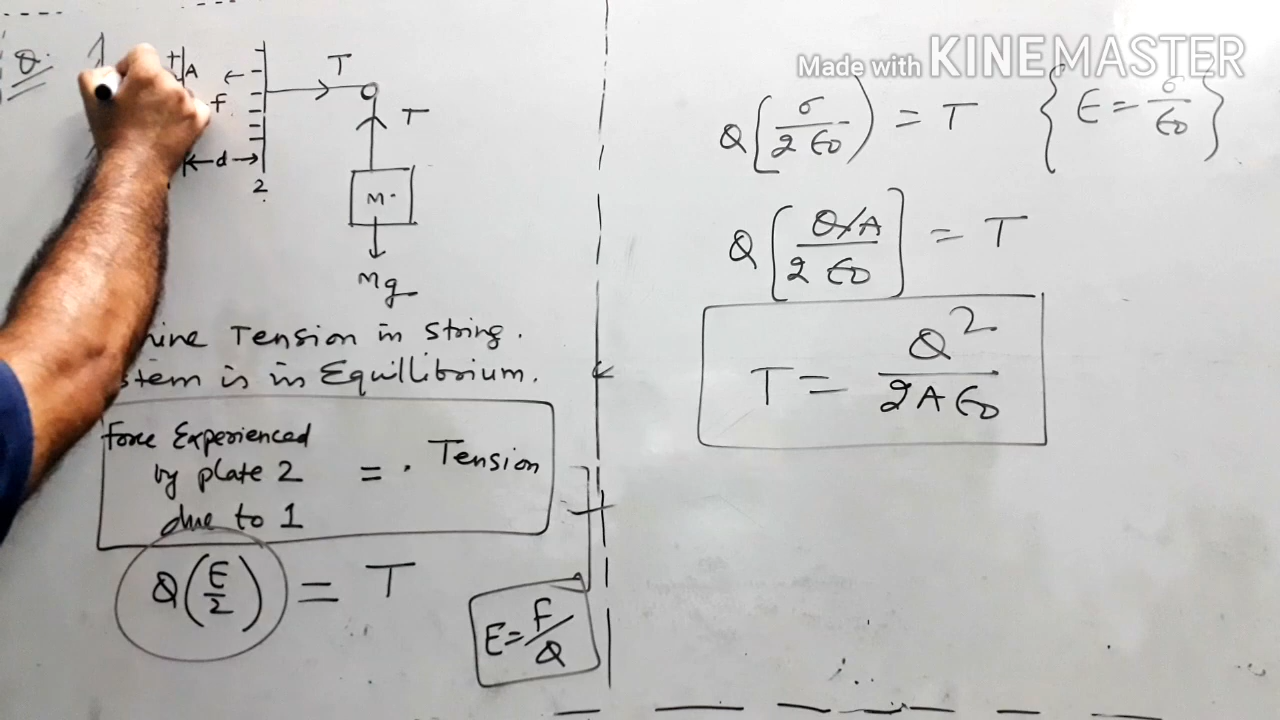 Q.
+ A
← f
T
T
d
2
M
Mg
mine Tension in string.
stem is in Equillibrium.
force Experienced
by plate 2 = Tension
due to 1
Q(E/2) = T
E = F/Q
Made with KINEMASTER
Q[σ/2ϵ0) = T {E = σ/ϵ0}
Q[Q/A / 2ϵ0] = T
T = Q²/2Aϵ0